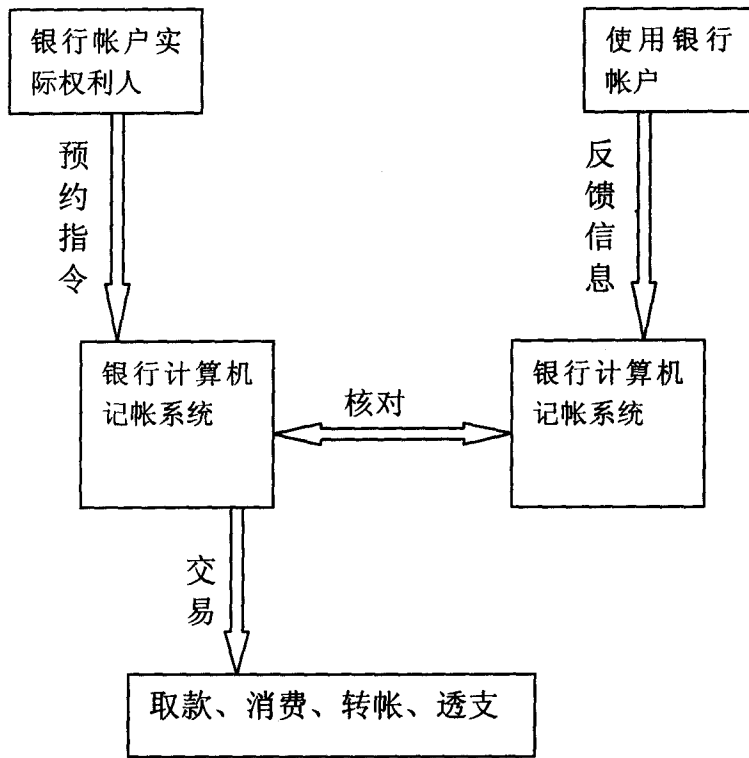 银行帐户实
际权利人
使用银行
帐户
预约指令
反馈信息
银行计算机
记帐系统
核对
银行计算机
记帐系统
交易
取款、消费、转帐、透支